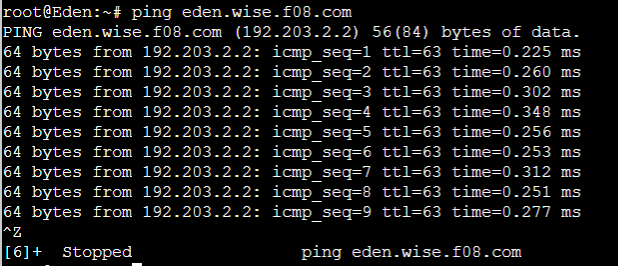 root@Eden:~# ping eden.wise.f08.com
PING eden.wise.f08.com (192.203.2.2) 56(84) bytes of data.
64 bytes from 192.203.2.2: icmp_seq=1 ttl=63 time=0.225 ms
64 bytes from 192.203.2.2: icmp_seq=2 ttl=63 time=0.260 ms
64 bytes from 192.203.2.2: icmp_seq=3 ttl=63 time=0.302 ms
64 bytes from 192.203.2.2: icmp_seq=4 ttl=63 time=0.348 ms
64 bytes from 192.203.2.2: icmp_seq=5 ttl=63 time=0.256 ms
64 bytes from 192.203.2.2: icmp_seq=6 ttl=63 time=0.253 ms
64 bytes from 192.203.2.2: icmp_seq=7 ttl=63 time=0.312 ms
64 bytes from 192.203.2.2: icmp_seq=8 ttl=63 time=0.251 ms
64 bytes from 192.203.2.2: icmp_seq=9 ttl=63 time=0.277 ms
^Z
[6]+  Stopped                 ping eden.wise.f08.com